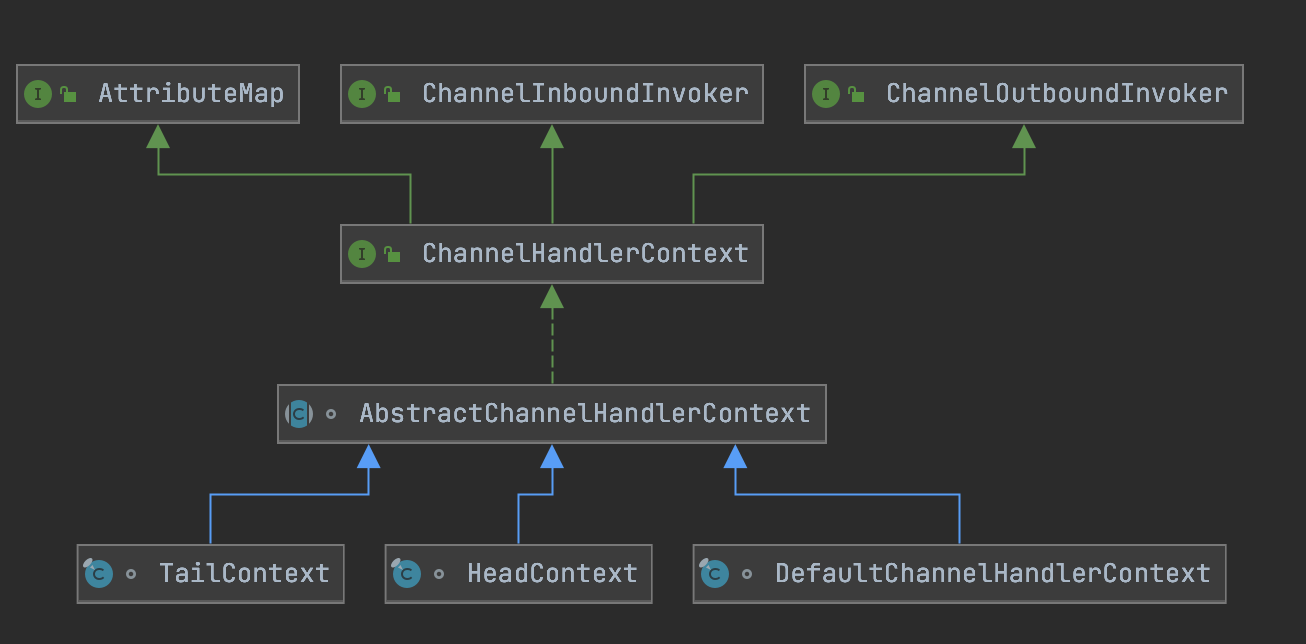 I AttributeMap
I ChannelInboundInvoker
I ChannelOutboundInvoker
I ChannelHandlerContext
C AbstractChannelHandlerContext
C TailContext
C HeadContext
C DefaultChannelHandlerContext